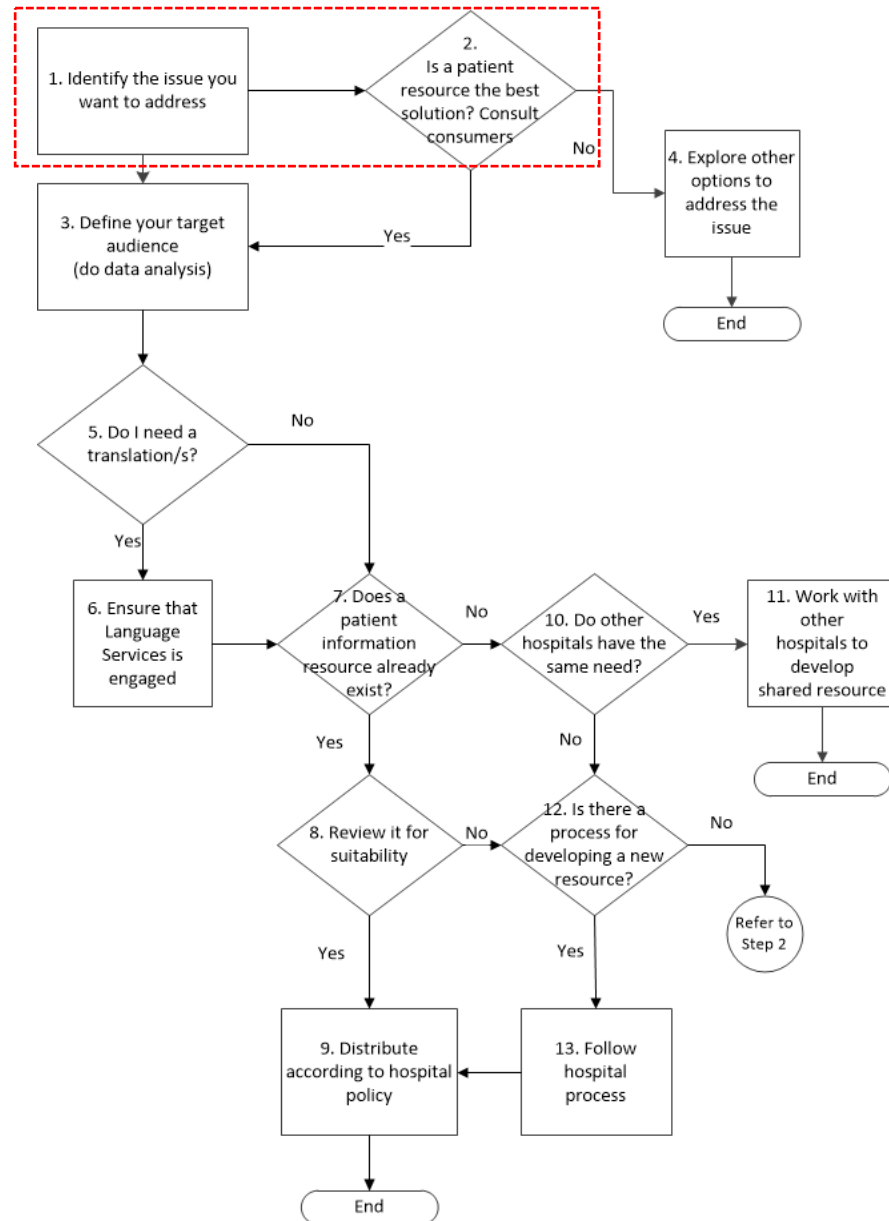 1. Identify the issue you
want to address
2.
Is a patient
resource the best
solution? Consult
consumers
No
4. Explore other
options to
address the
issue
End
Yes
3. Define your target
audience
(do data analysis)
5. Do I need a
translation/s?
No
Yes
6. Ensure that
Language
Services is
engaged
7. Does a
patient
information
resource already
exist?
No
10. Do other
hospitals have the
same need?
Yes
11. Work with
other
hospitals to
develop
shared resource
End
Yes
No
8. Review it for
suitability
No
12. Is there a
process for
developing a new
resource?
No
Refer to
Step 2
Yes
Yes
9. Distribute
according to hospital
policy
13. Follow
hospital
process
End